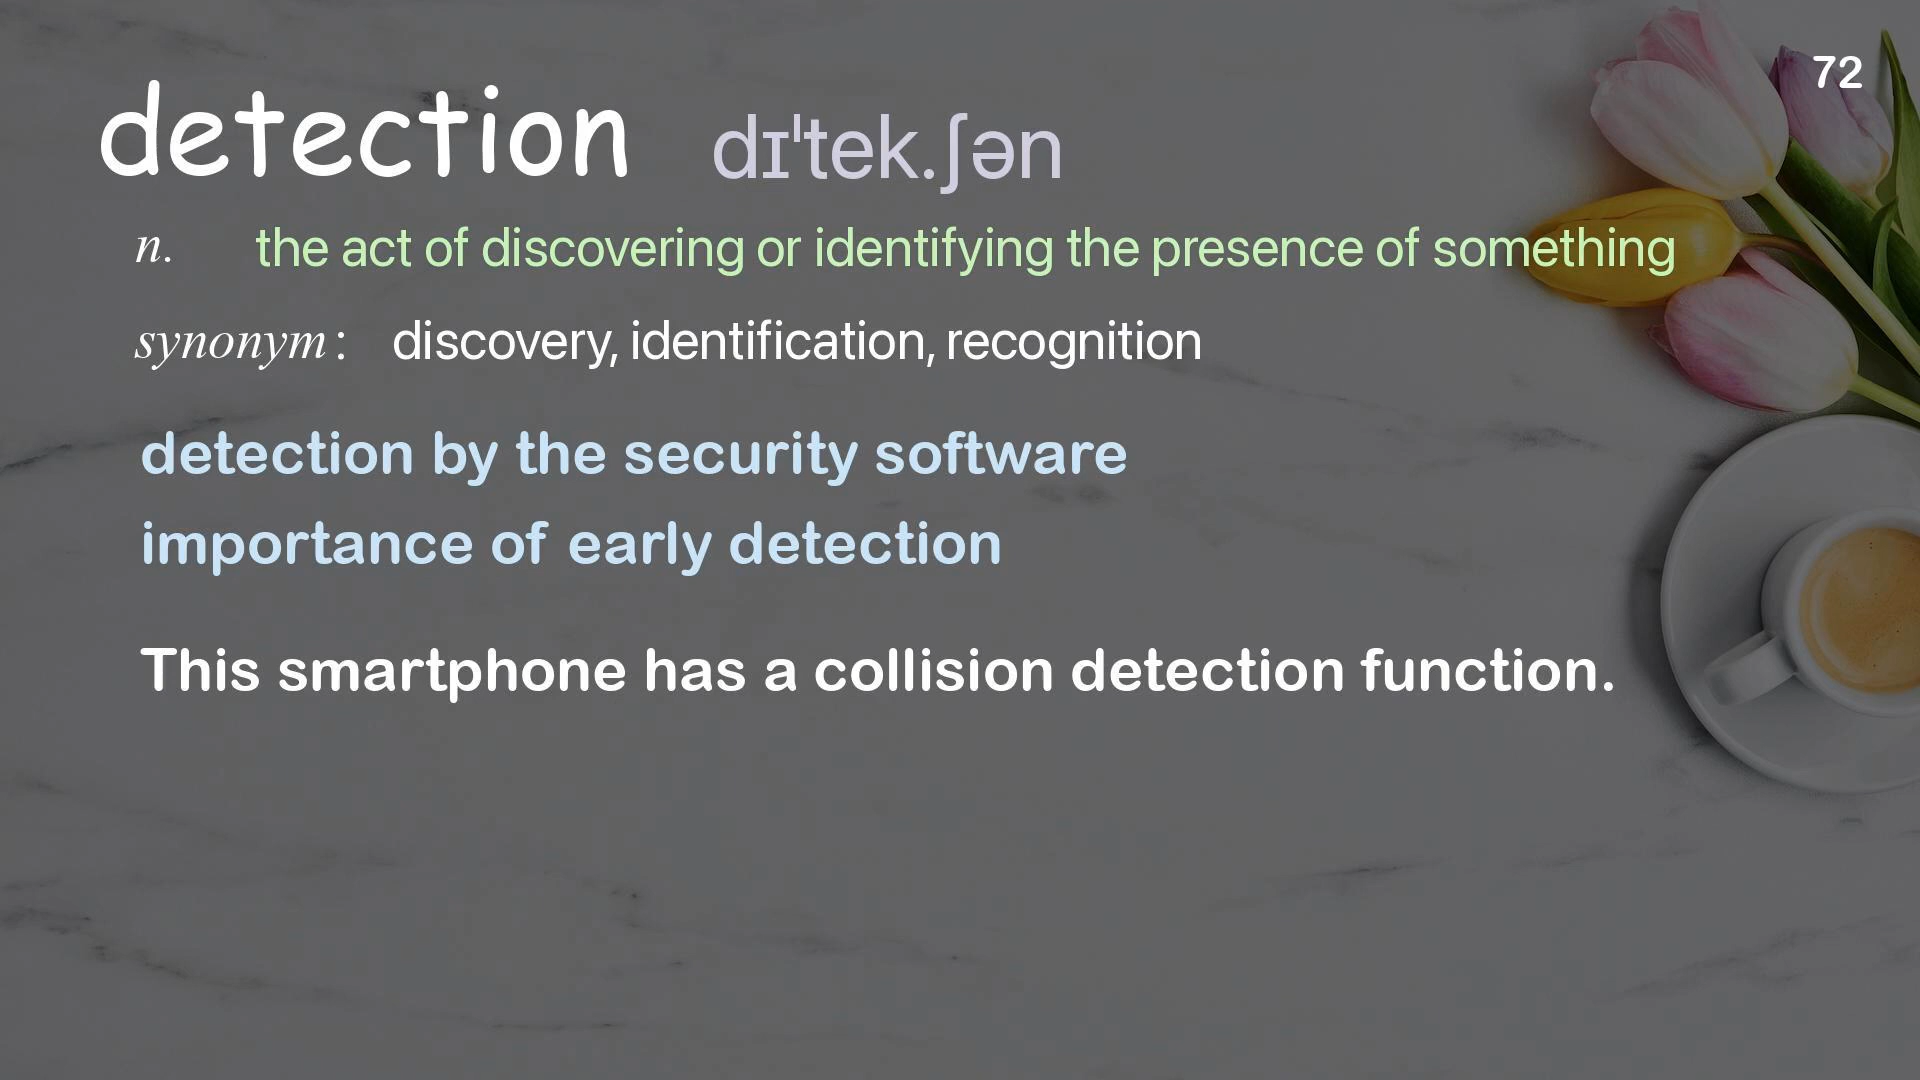 72
detection dɪˈtek.ʃən
n. the act of discovering or identifying the presence of something
synonym : discovery, identification, recognition
detection by the security software
importance of early detection
This smartphone has a collision detection function.